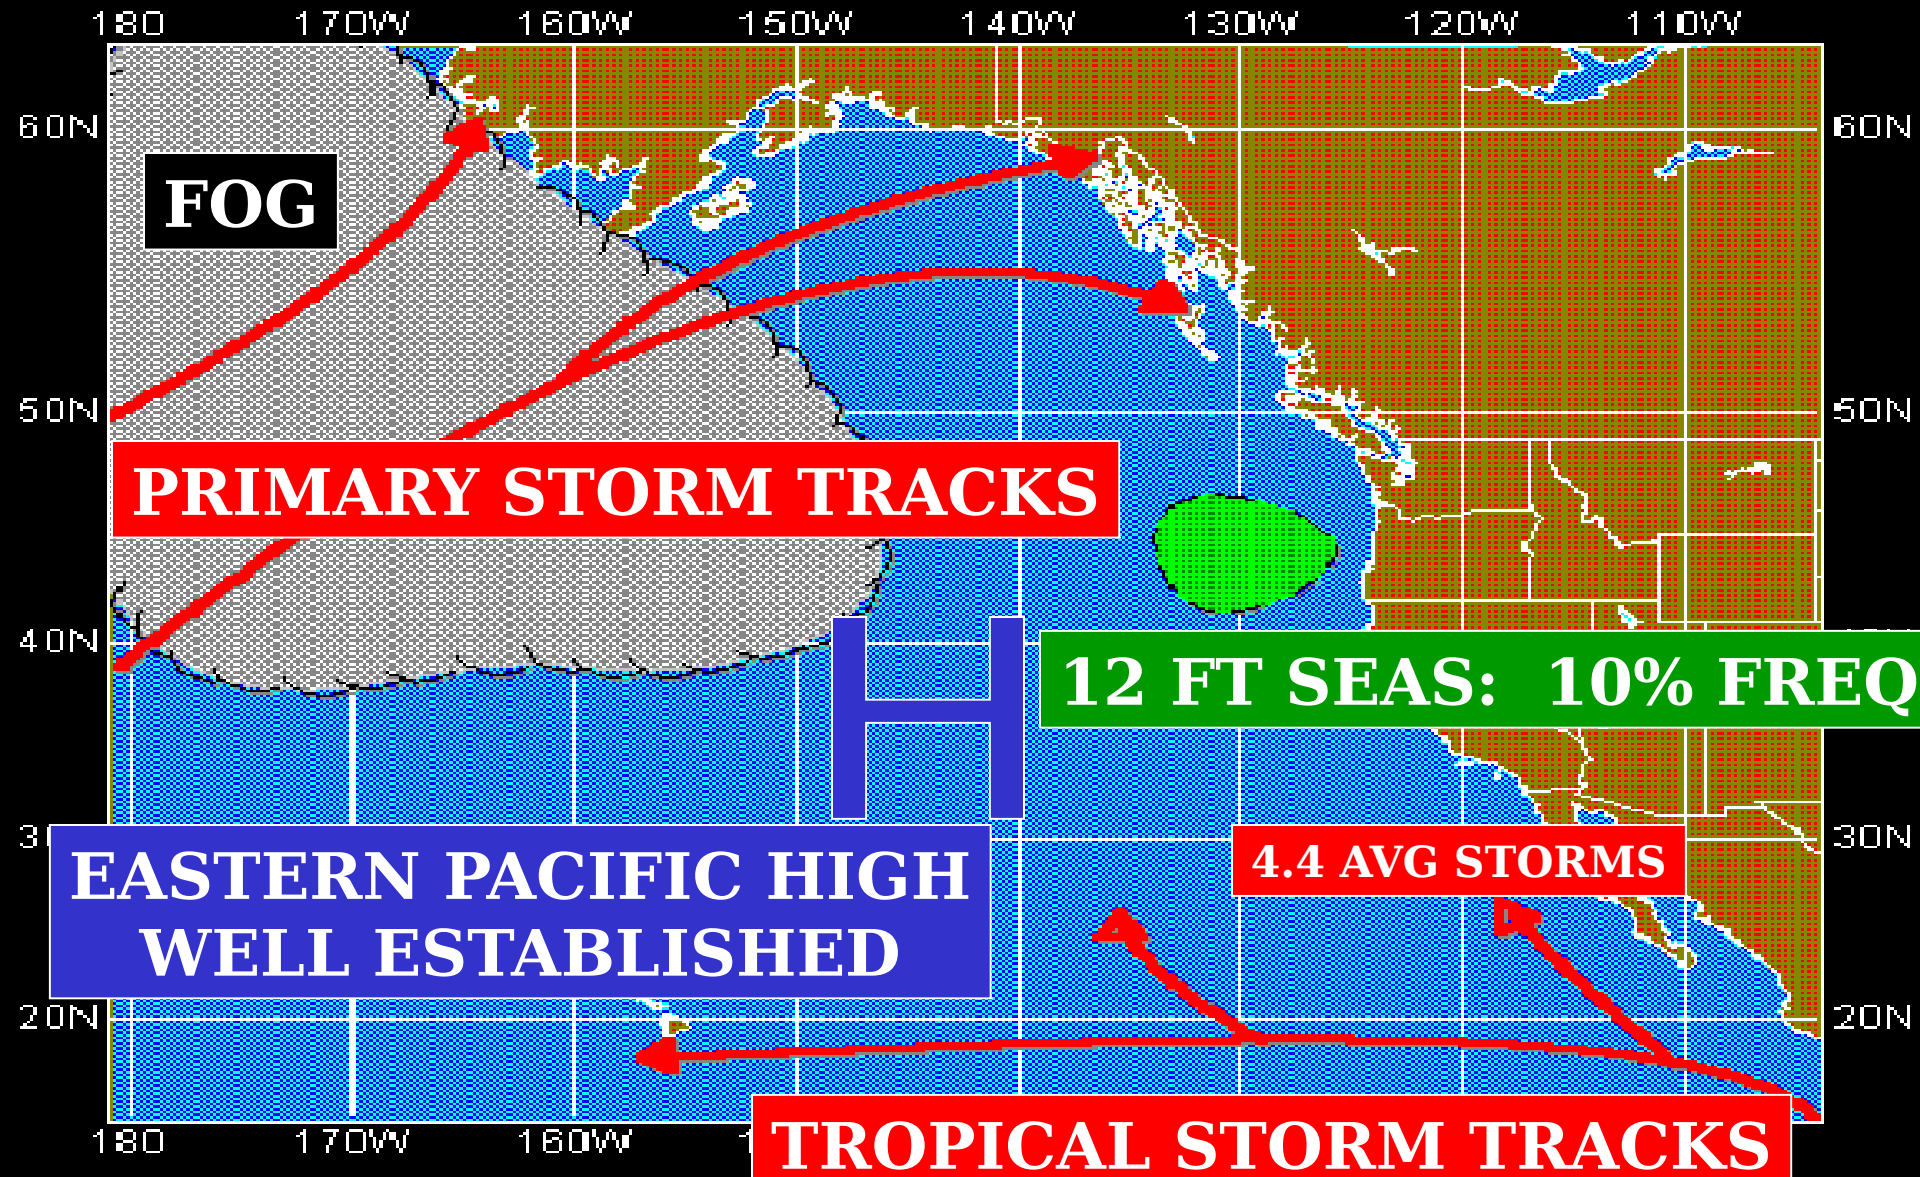 180 170W 160W 150W 140W 130W 120W 110W
60N 60N
FOG
50N 50N
PRIMARY STORM TRACKS
40N
12 FT SEAS: 10% FREQ
30N
EASTERN PACIFIC HIGH
WELL ESTABLISHED
H
4.4 AVG STORMS
20N 20N
180 170W 160W
TROPICAL STORM TRACKS